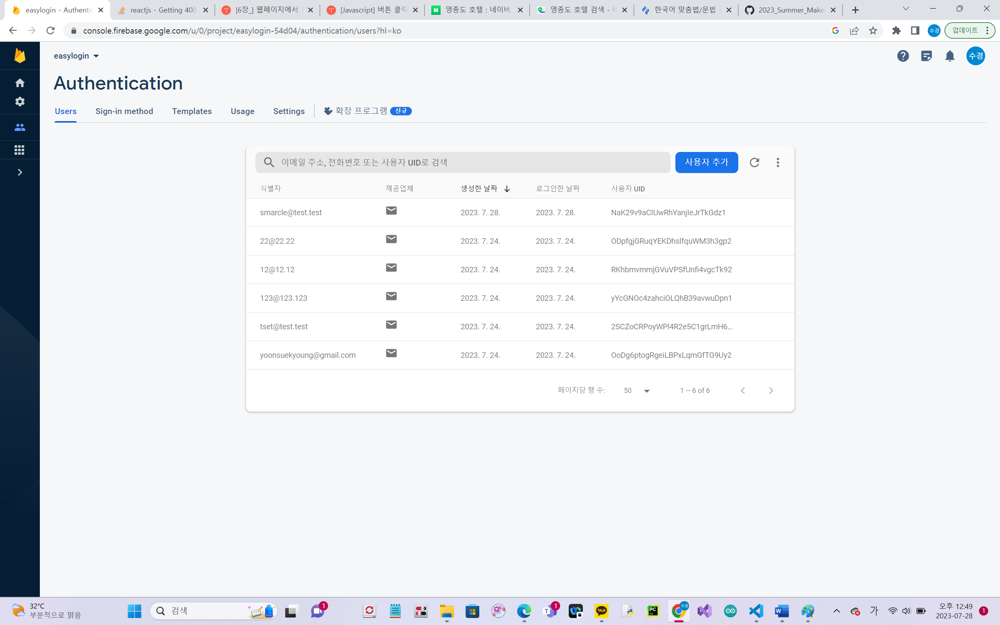 easylogin - Authentic
reactjs - Getting 400
[6장_] 웹페이지에서
[Javascript] 버튼 클릭
영종도 호텔 : 네이버
영종도 호텔 검색 - 네
한국어 맞춤법/문법
2023_Summer_Make
console.firebase.google.com/u/0/project/easylogin-54d04/authentication/users?hl=ko
수경
업데이트
easylogin
수경
Authentication
Users
Sign-in method
Templates
Usage
Settings
확장 프로그램 신규
이메일 주소, 전화번호 또는 사용자 UID로 검색
사용자 추가
식별자 제공업체 생성한 날짜 로그인한 날짜 사용자 UID
smarcle@test.test 2023. 7. 28. 2023. 7. 28. NaK29v9aCIUwRhYanjIeJrTkGdz1
22@22.22 2023. 7. 24. 2023. 7. 24. ODpfgjGRuqYEKDhslfquWM3h3gp2
12@12.12 2023. 7. 24. 2023. 7. 24. RKhbmvmmjGVuVPSfUnfi4vgcTk92
123@123.123 2023. 7. 24. 2023. 7. 24. yYcGNOc4zahciOLQhB39avwuDpn1
tset@test.test 2023. 7. 24. 2023. 7. 24. 2SCZoCRPoyWPl4R2e5C1grLmH6...
yoonsuekyoung@gmail.com 2023. 7. 24. 2023. 7. 24. OoDg6ptogRgeiLBPxLqmGfTG9Uy2
페이지당 행 수: 50 1 – 6 of 6
32°C
부분적으로 맑음
검색
1
T
1
TALK
PC
수경
W
가
오후 12:49
2023-07-28
1